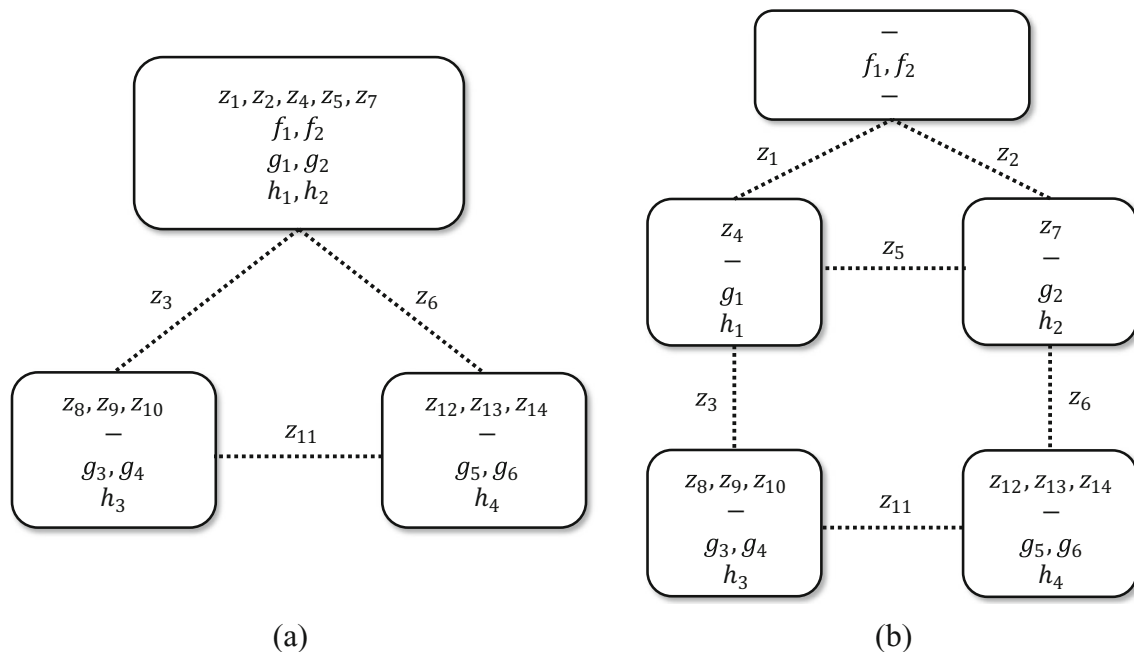 z₁, z₂, z₄, z₅, z₇
f₁, f₂
g₁, g₂
h₁, h₂
z₃
z₆
z₈, z₉, z₁₀
–
g₃, g₄
h₃
z₁₁
z₁₂, z₁₃, z₁₄
–
g₅, g₆
h₄
(a)
–
f₁, f₂
–
z₁
z₂
z₄
–
g₁
h₁
z₅
z₇
–
g₂
h₂
z₃
z₆
z₈, z₉, z₁₀
–
g₃, g₄
h₃
z₁₁
z₁₂, z₁₃, z₁₄
–
g₅, g₆
h₄
(b)